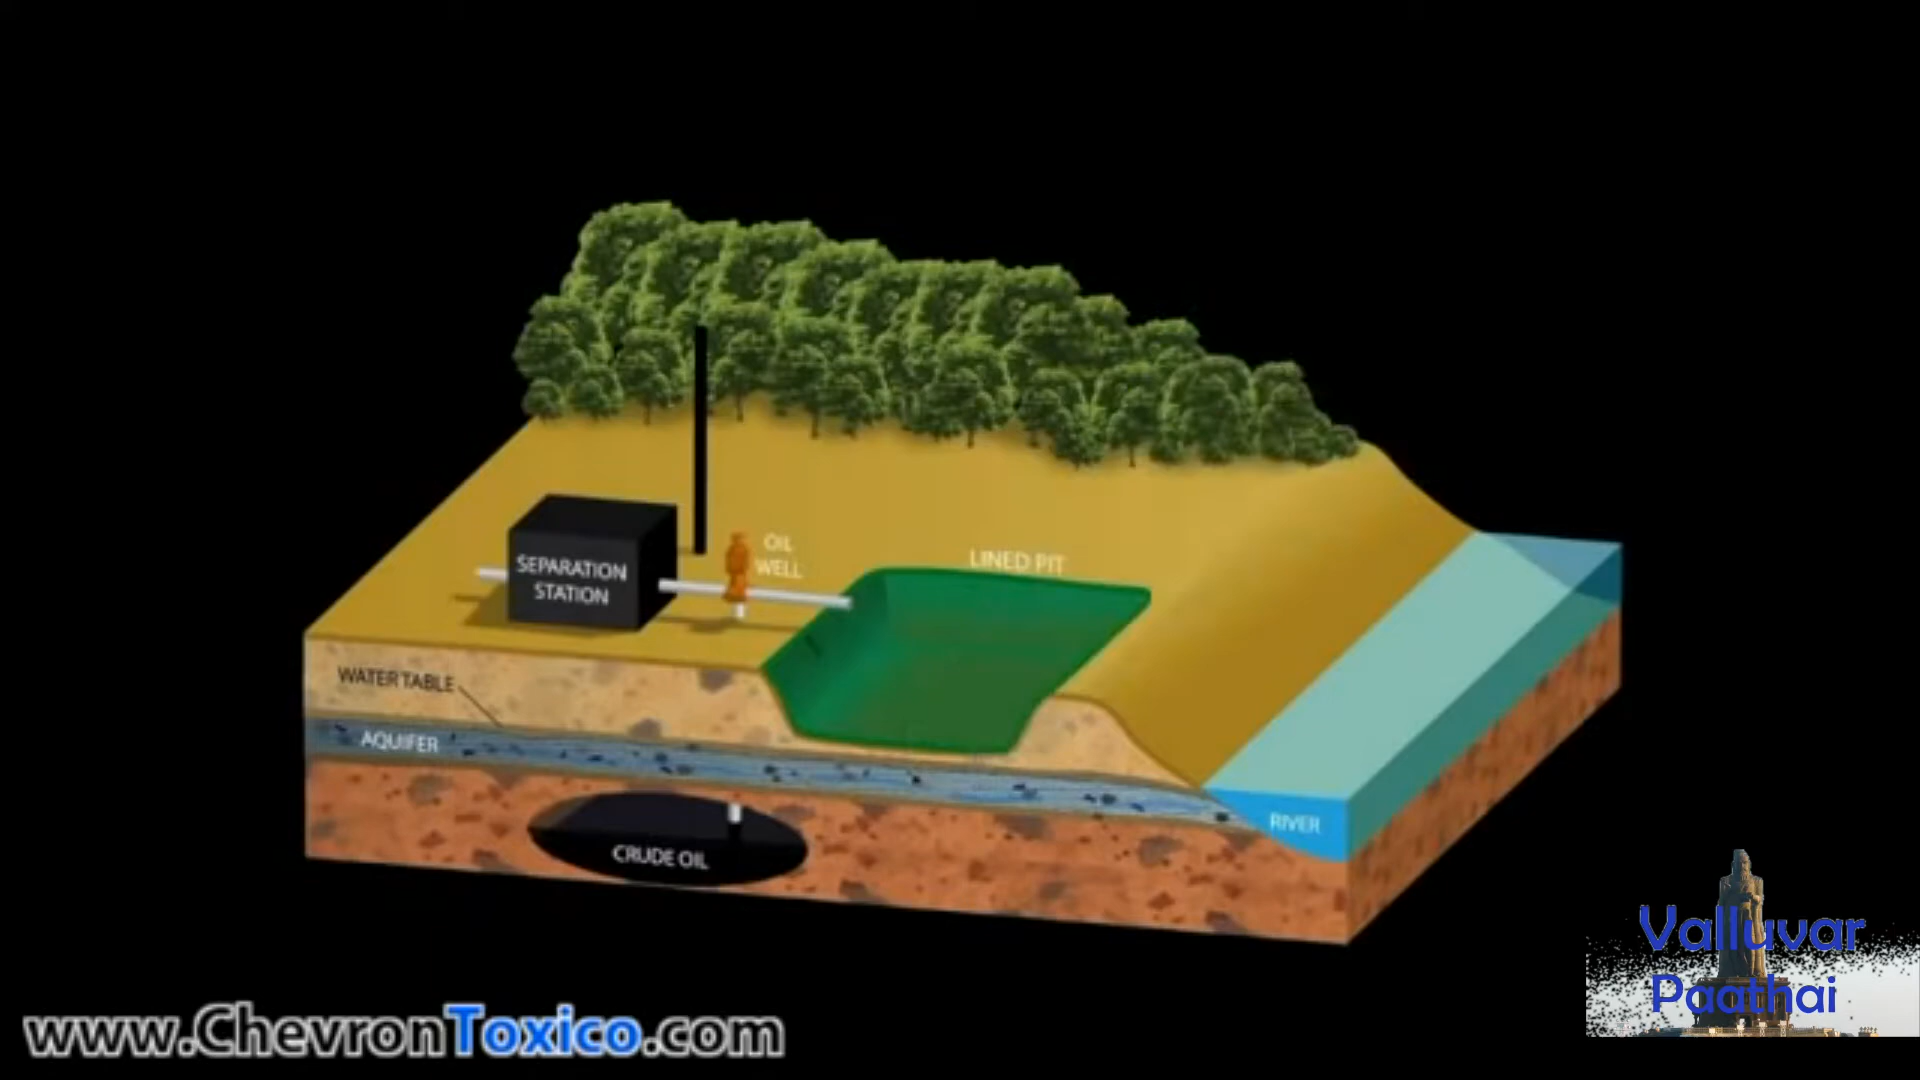 OIL
WELL
LINED PIT
SEPARATION
STATION
WATER TABLE
AQUIFER
CRUDE OIL
RIVER
Valluvar
Paathai
www.ChevronToxico.com